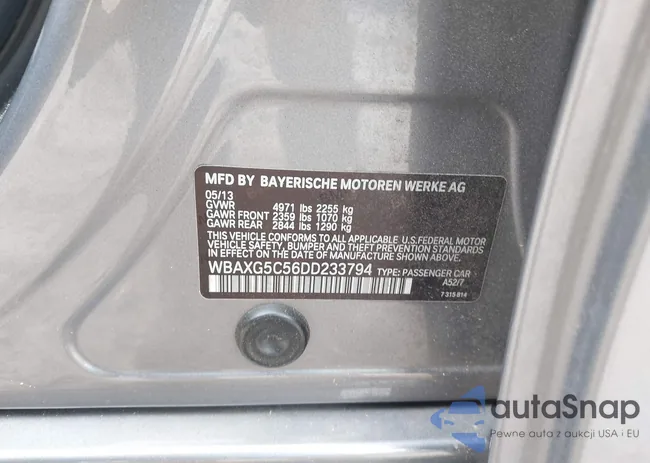 MFD BY BAYERISCHE MOTOREN WERKE AG
05/13
GVWR 4971 lbs 2255 kg
GAWR FRONT 2359 lbs 1070 kg
GAWR REAR 2844 lbs 1290 kg
THIS VEHICLE CONFORMS TO ALL APPLICABLE U.S.FEDERAL MOTOR
VEHICLE SAFETY, BUMPER AND THEFT PREVENTION STANDARDS
IN EFFECT ON THE DATE OF MANUFACTURE SHOWN ABOVE.
WBAXG5C56DD233794 TYPE: PASSENGER CAR
A52/7
7 315 814
autaSnap
Pewne auta z aukcji USA i EU